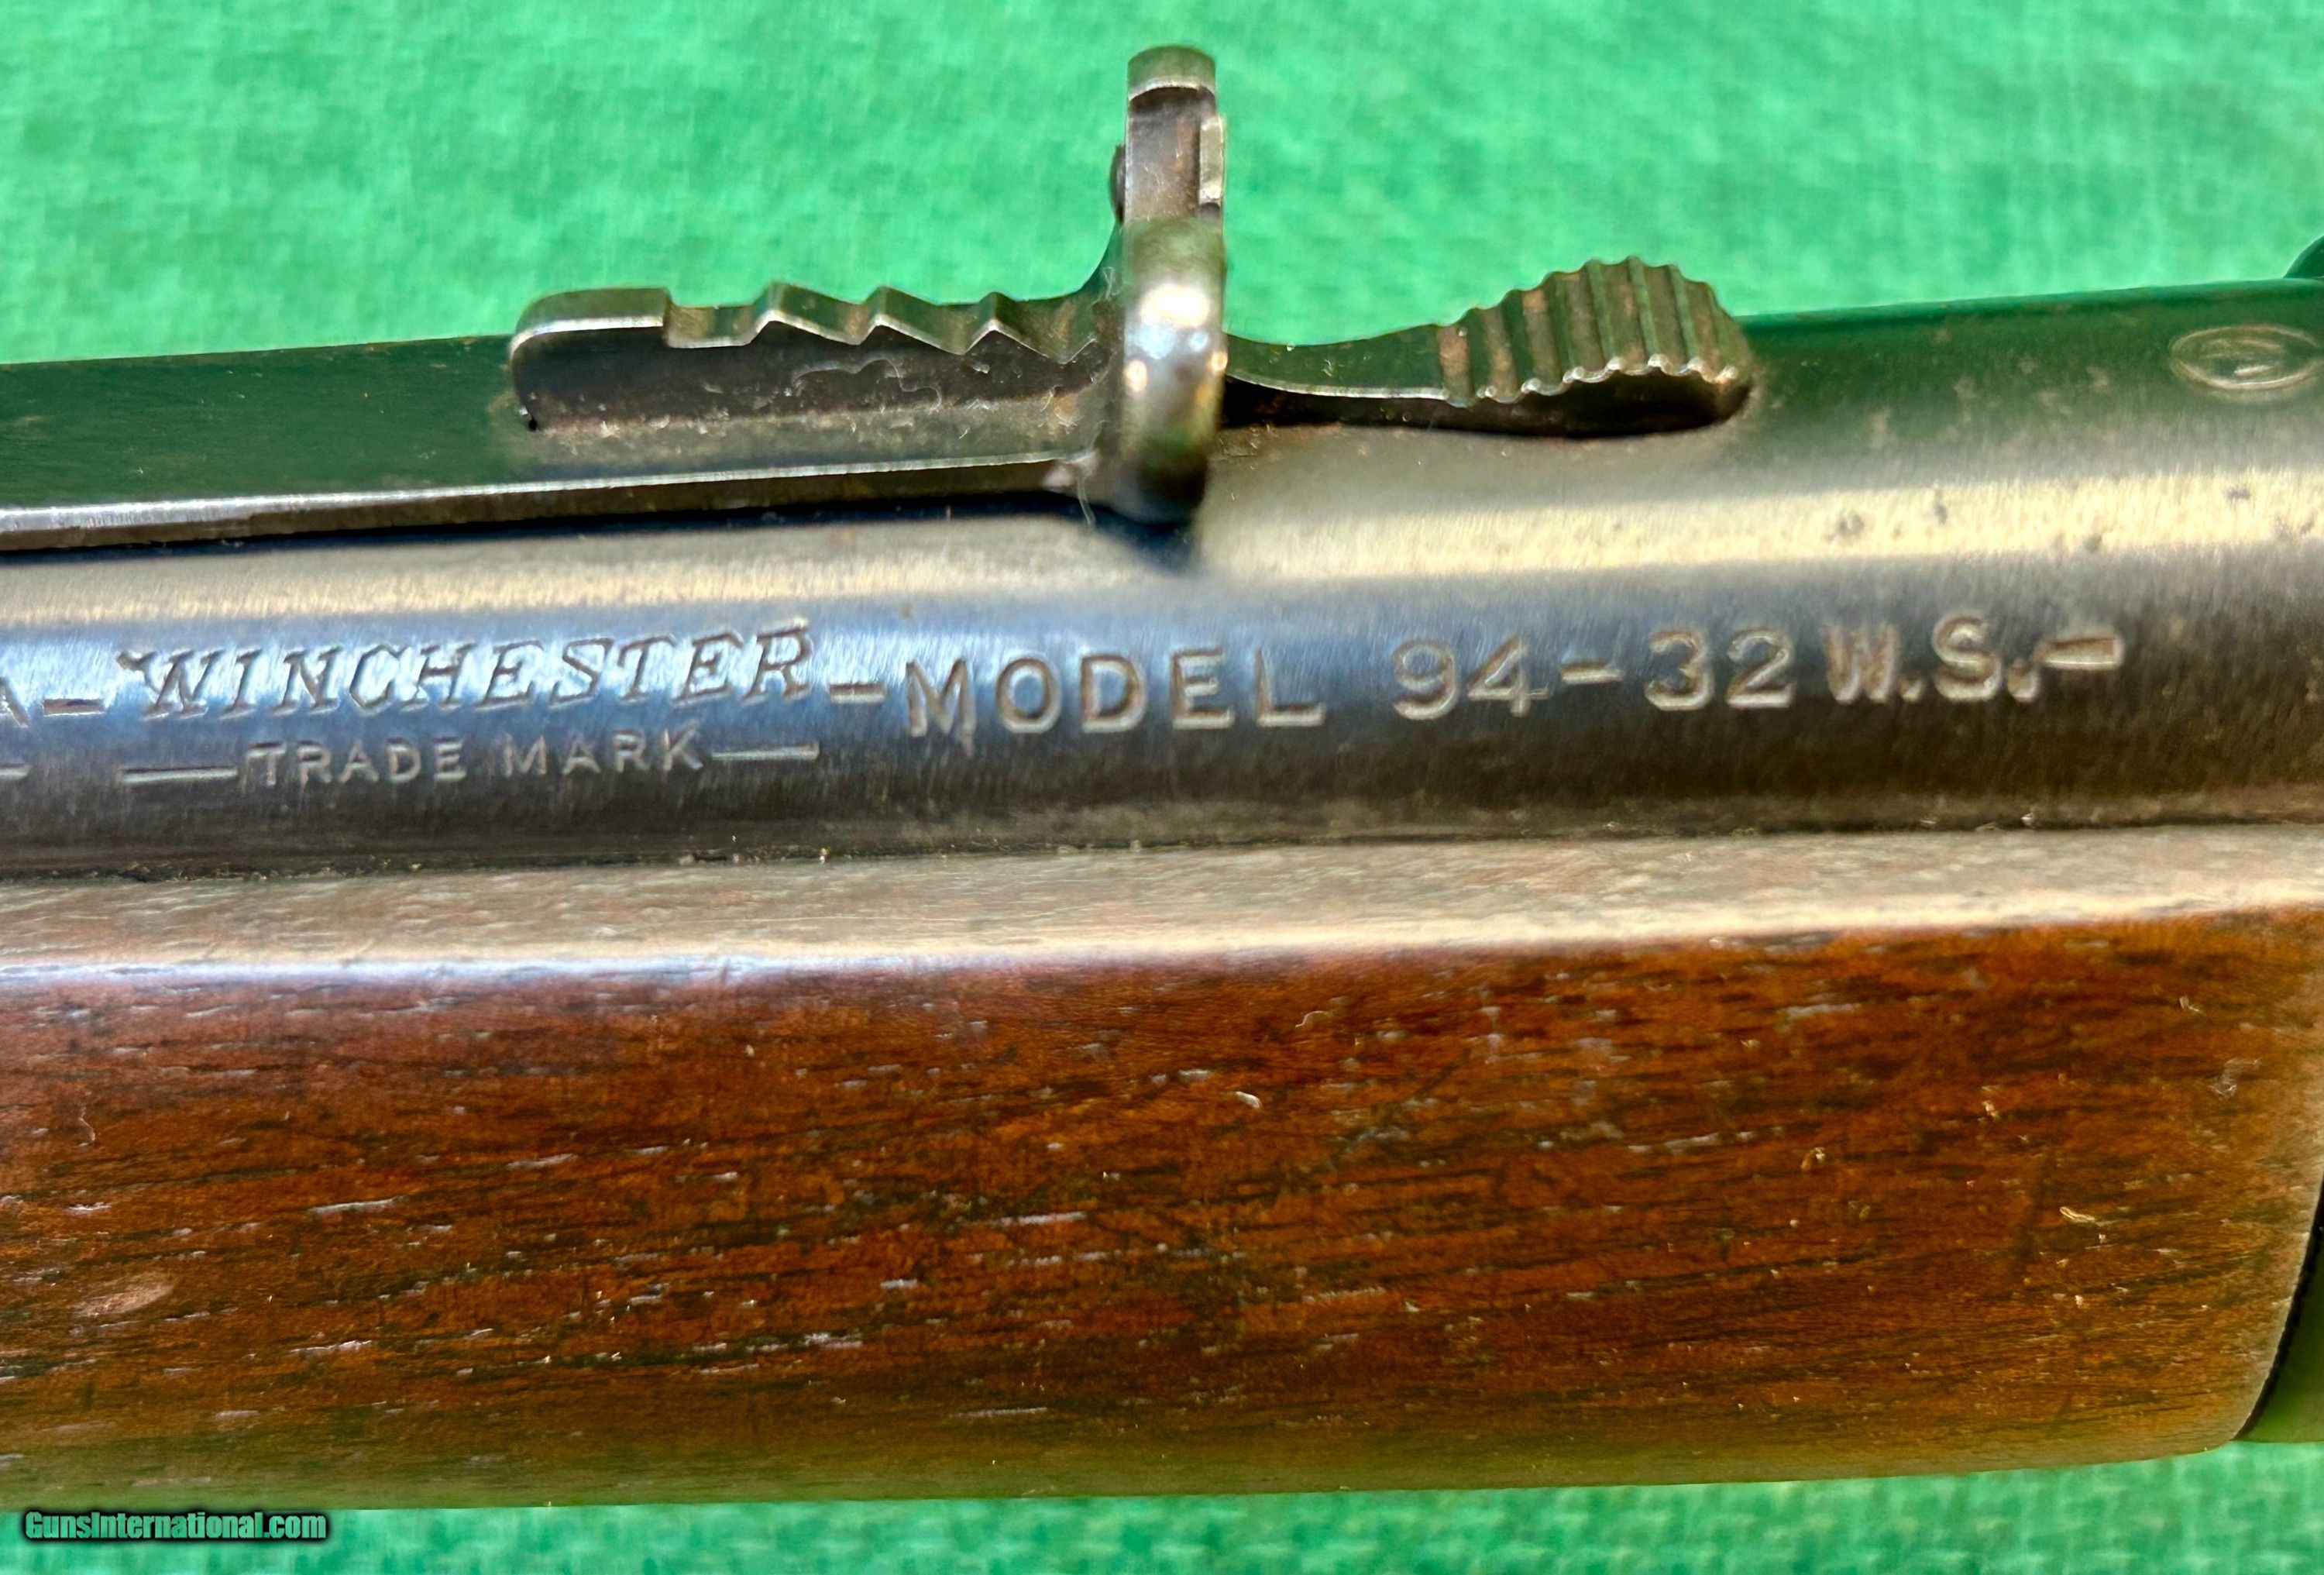 A-WINCHESTER-MODEL 94-32 W.S.-
—TRADE MARK—
GunsInternational.com